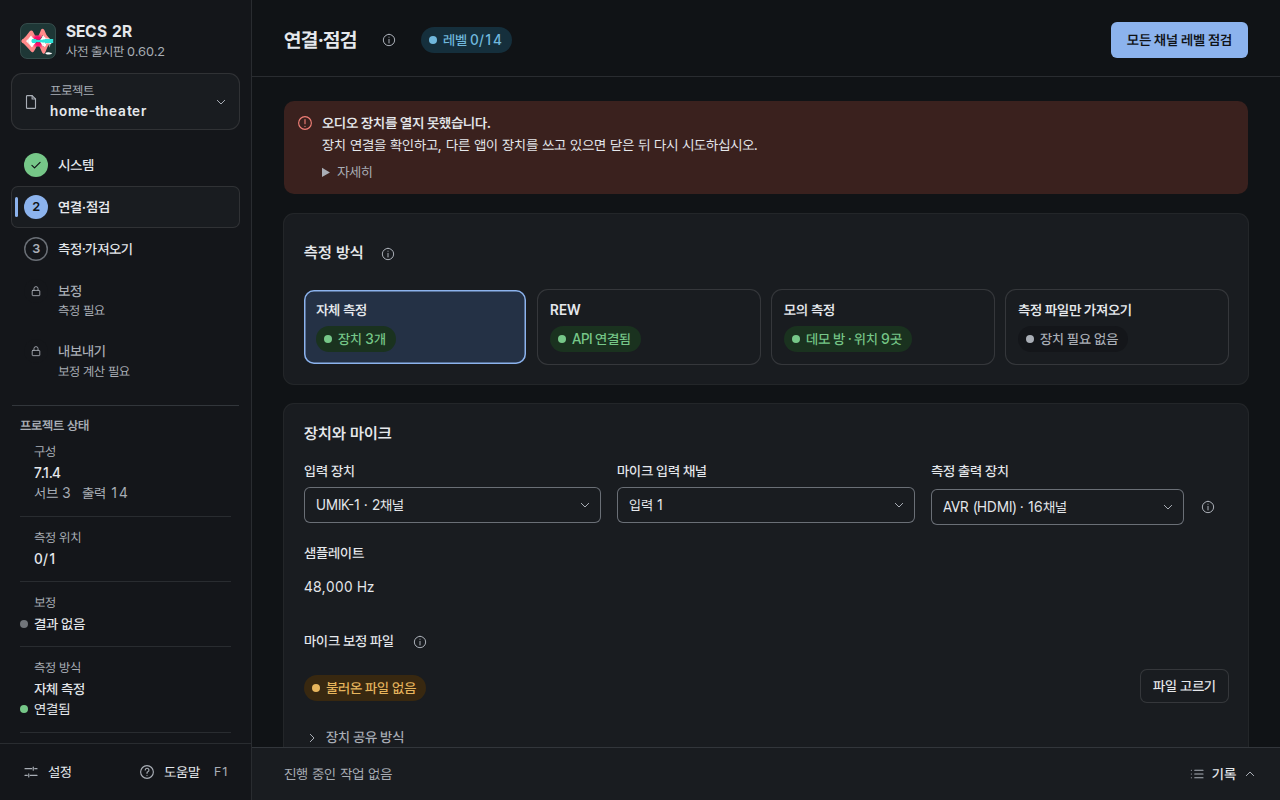 SECS 2R
사전 출시판 0.60.2
프로젝트
home-theater
시스템
2 연결·점검
3 측정·가져오기
보정
측정 필요
내보내기
보정 계산 필요
프로젝트 상태
구성
7.1.4
서브 3 출력 14
측정 위치
0/1
보정
결과 없음
측정 방식
자체 측정
연결됨
설정
도움말 F1
연결·점검
레벨 0/14
모든 채널 레벨 점검
오디오 장치를 열지 못했습니다.
장치 연결을 확인하고, 다른 앱이 장치를 쓰고 있으면 닫은 뒤 다시 시도하십시오.
자세히
측정 방식
자체 측정
장치 3개
REW
API 연결됨
모의 측정
데모 방 · 위치 9곳
측정 파일만 가져오기
장치 필요 없음
장치와 마이크
입력 장치
UMIK-1 · 2채널
마이크 입력 채널
입력 1
측정 출력 장치
AVR (HDMI) · 16채널
샘플레이트
48,000 Hz
마이크 보정 파일
불러온 파일 없음
파일 고르기
장치 공유 방식
진행 중인 작업 없음
기록